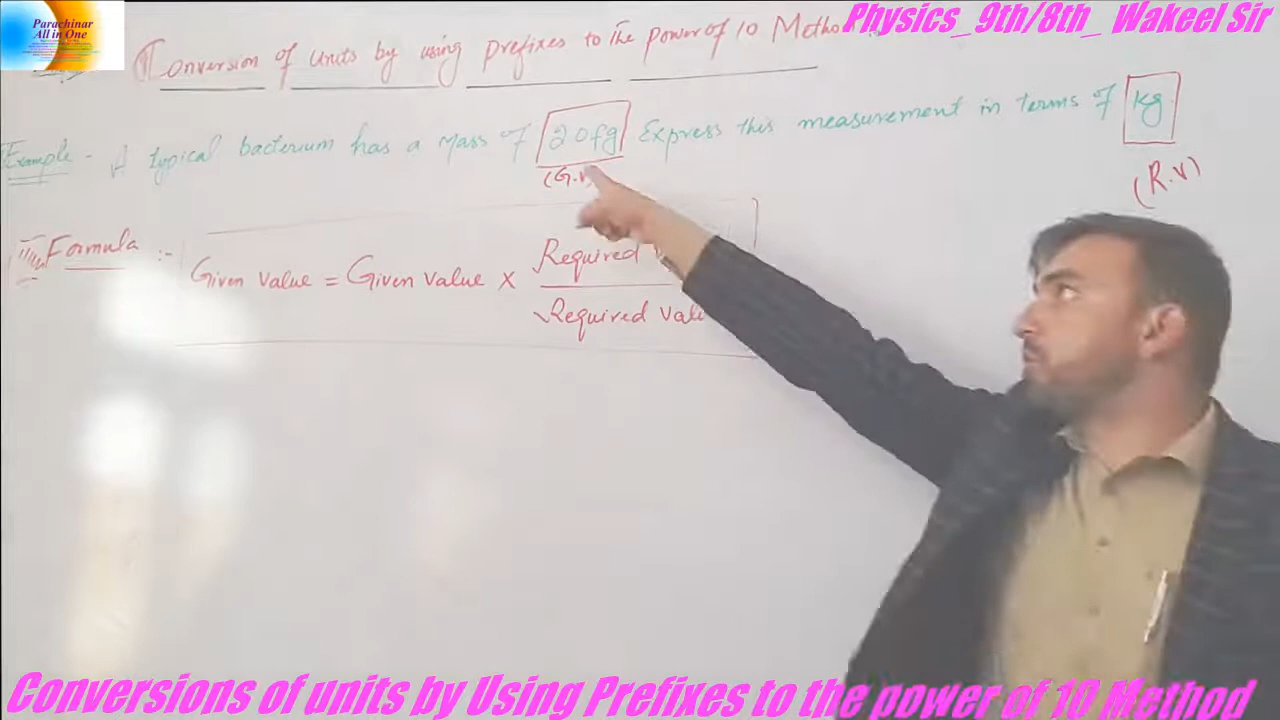 Parachinar
All in One
Physics_9th/8th_ Wakeel Sir
Conversion of units by using prefixes to the power of 10 Metho
Example - A typical bacterium has a Mass of 20fg Express this measurement in terms of kg
(G.V
(R.V)
Formula :-
Given value = Given value × Required
Required Valu
Conversions of units by Using Prefixes to the power of 10 Method